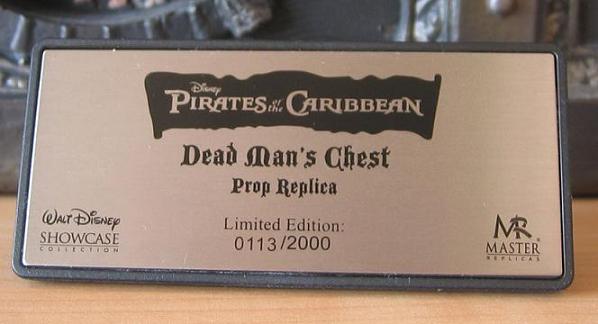 Disney
PIRATES of the CARIBBEAN
Dead Man's Chest
Prop Replica
Limited Edition:
0113/2000
WALT DISNEY
SHOWCASE
COLLECTION
MR
MASTER
REPLICAS